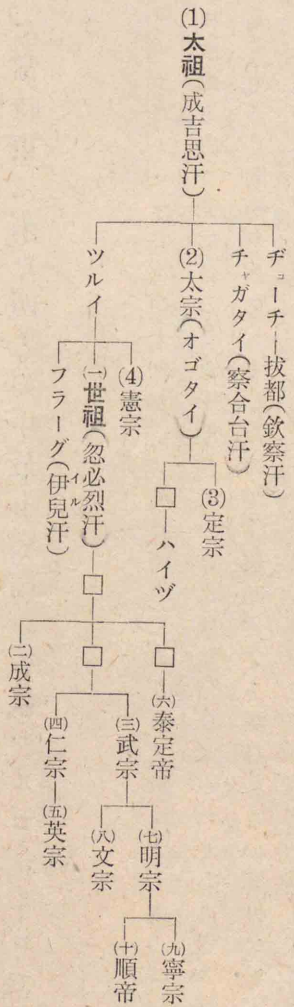 (1)太祖(成吉思汗)
ヂョーチ―拔都(欽察汗)
チャガタイ(察合台汗)
(2)太宗(オゴタイ)
(3)定宗
□―ハイヅ
ツルイ
(4)憲宗
(一)世祖(忽必烈汗)
フラーグ(伊兒汗)
イル
□
□―(六)泰定帝
□
(三)武宗
(七)明宗
(九)寧宗
(十)順帝
(八)文宗
(四)仁宗―(五)英宗
(二)成宗